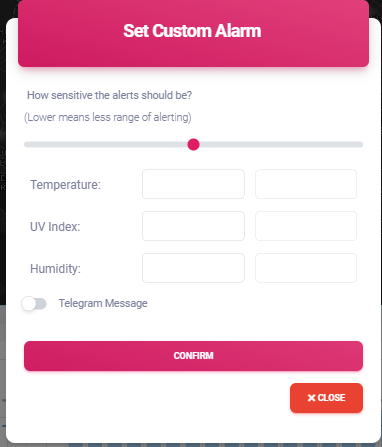 Set Custom Alarm
How sensitive the alerts should be?
(Lower means less range of alerting)
Temperature:
UV Index:
Humidity:
Telegram Message
CONFIRM
✕ CLOSE